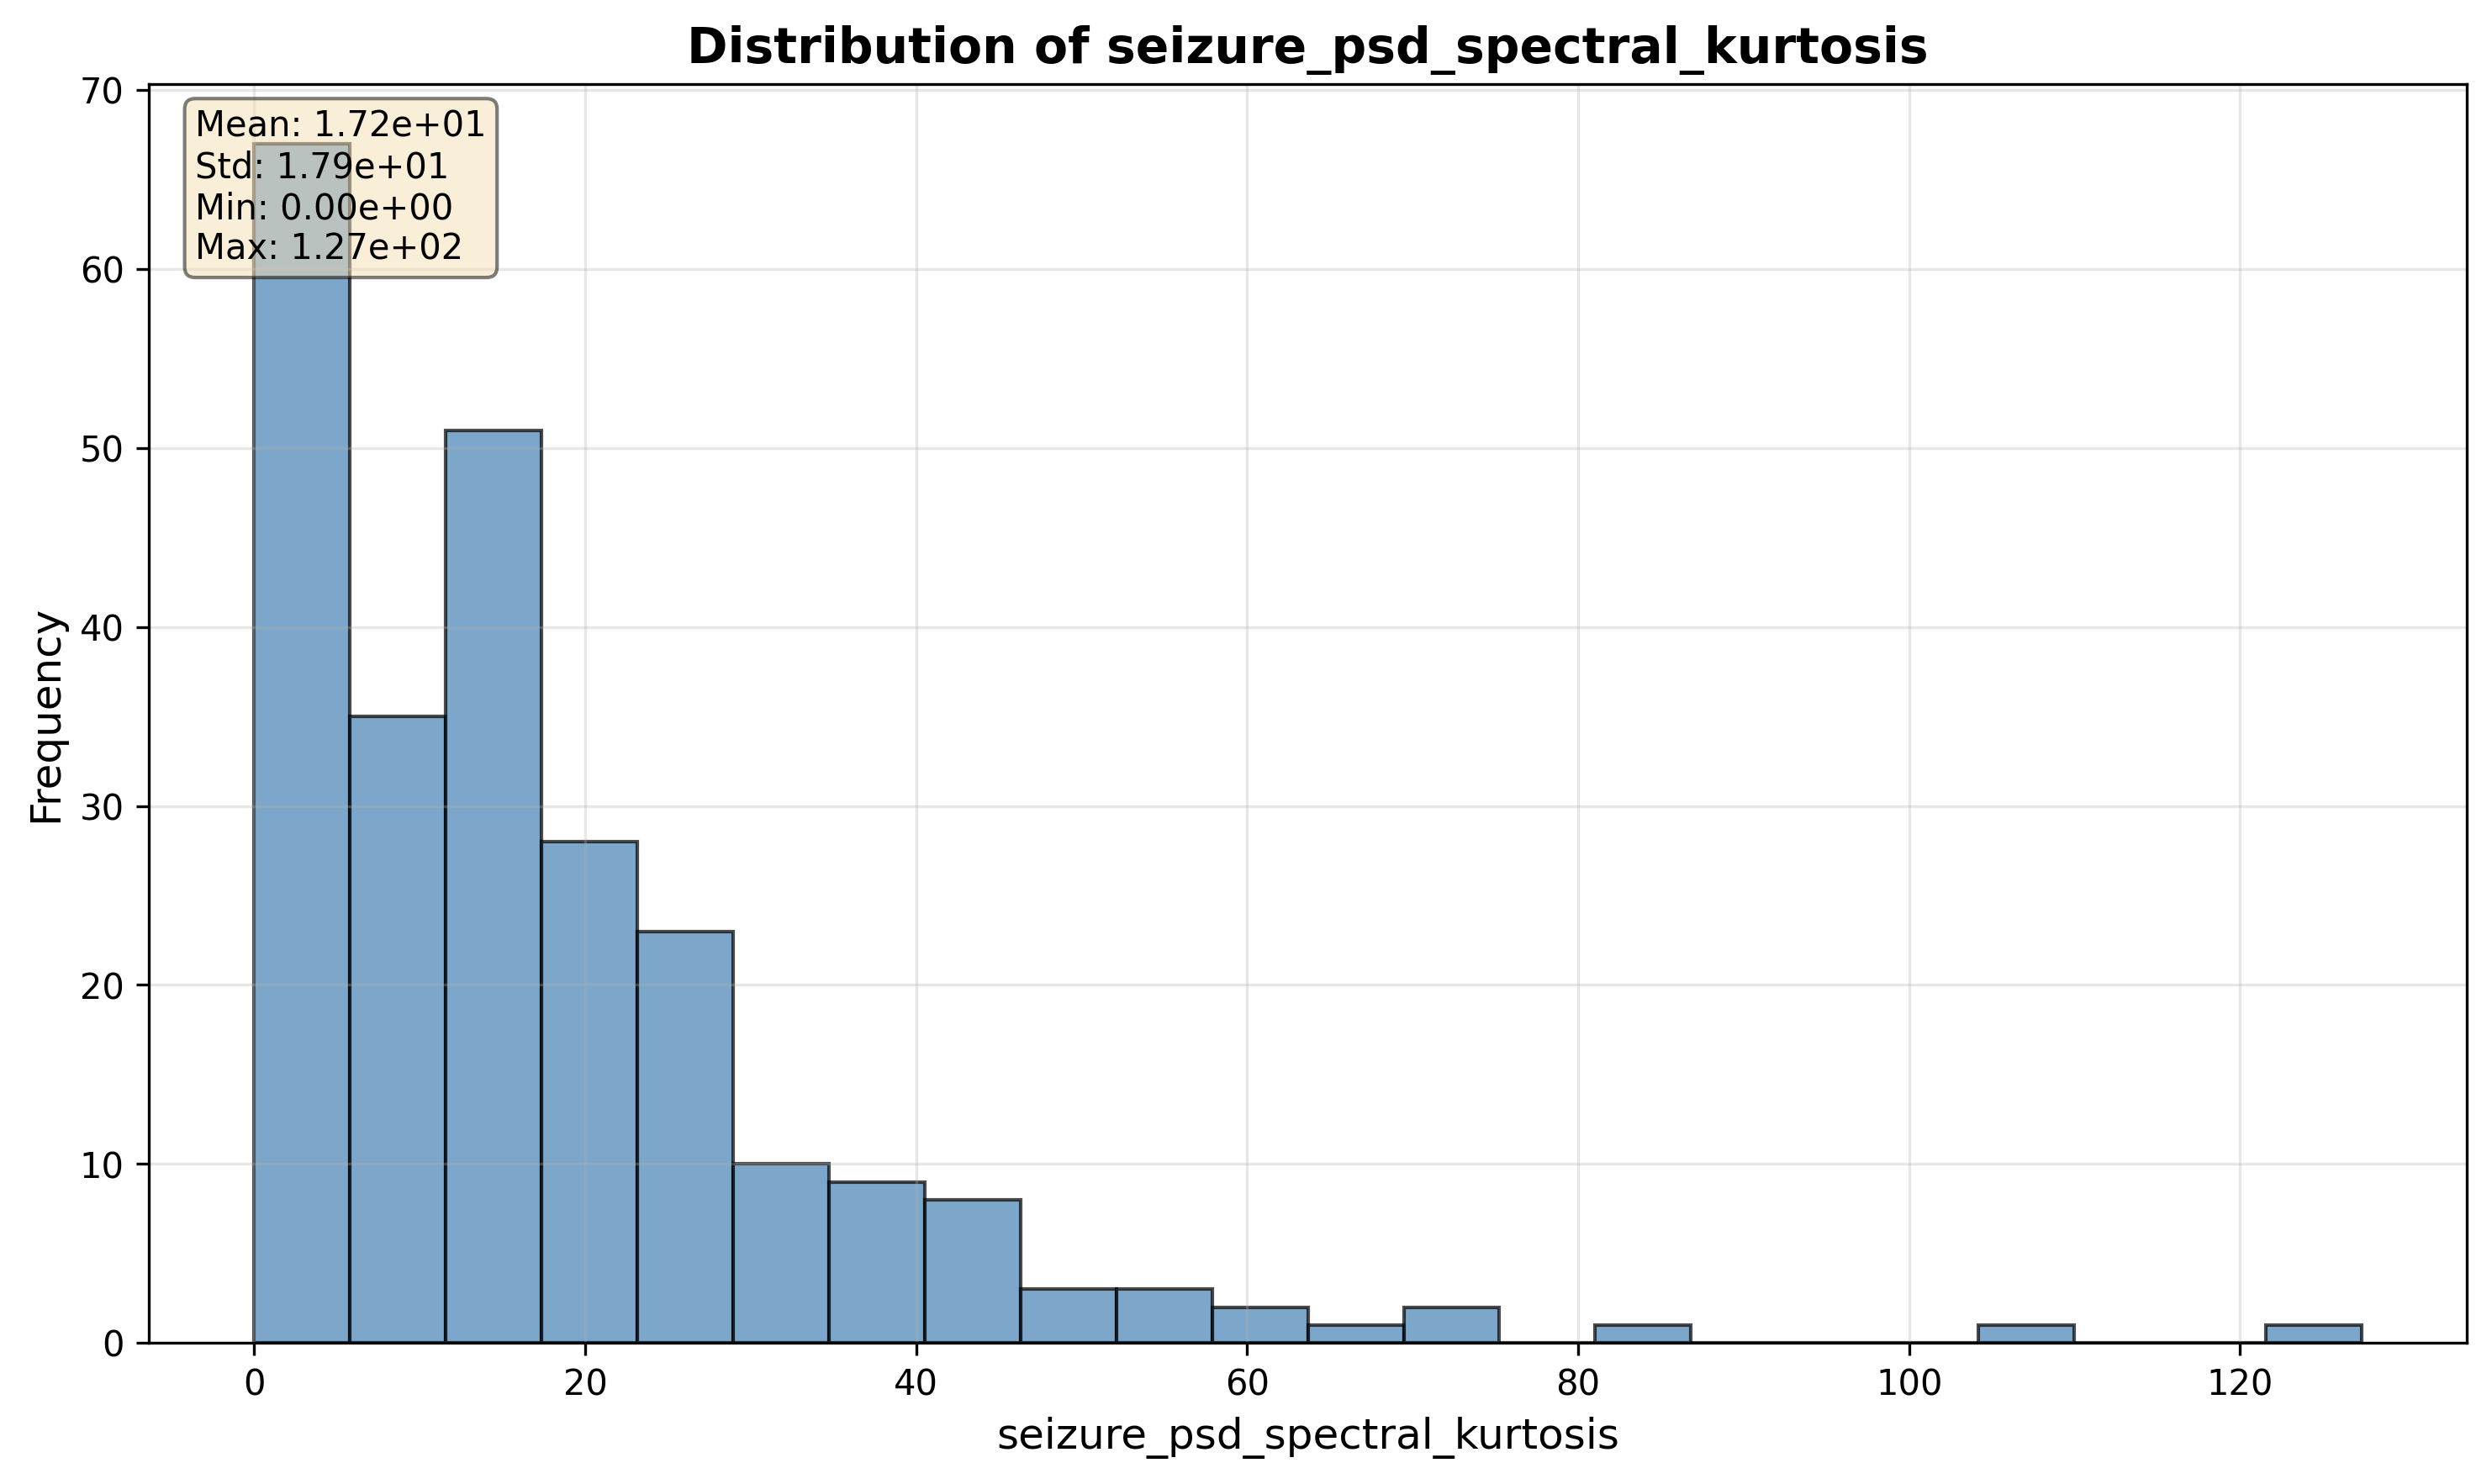 Distribution of seizure_psd_spectral_kurtosis
Mean: 1.72e+01
Std: 1.79e+01
Min: 0.00e+00
Max: 1.27e+02
Frequency
70
60
50
40
30
20
10
0
0 20 40 60 80 100 120
seizure_psd_spectral_kurtosis